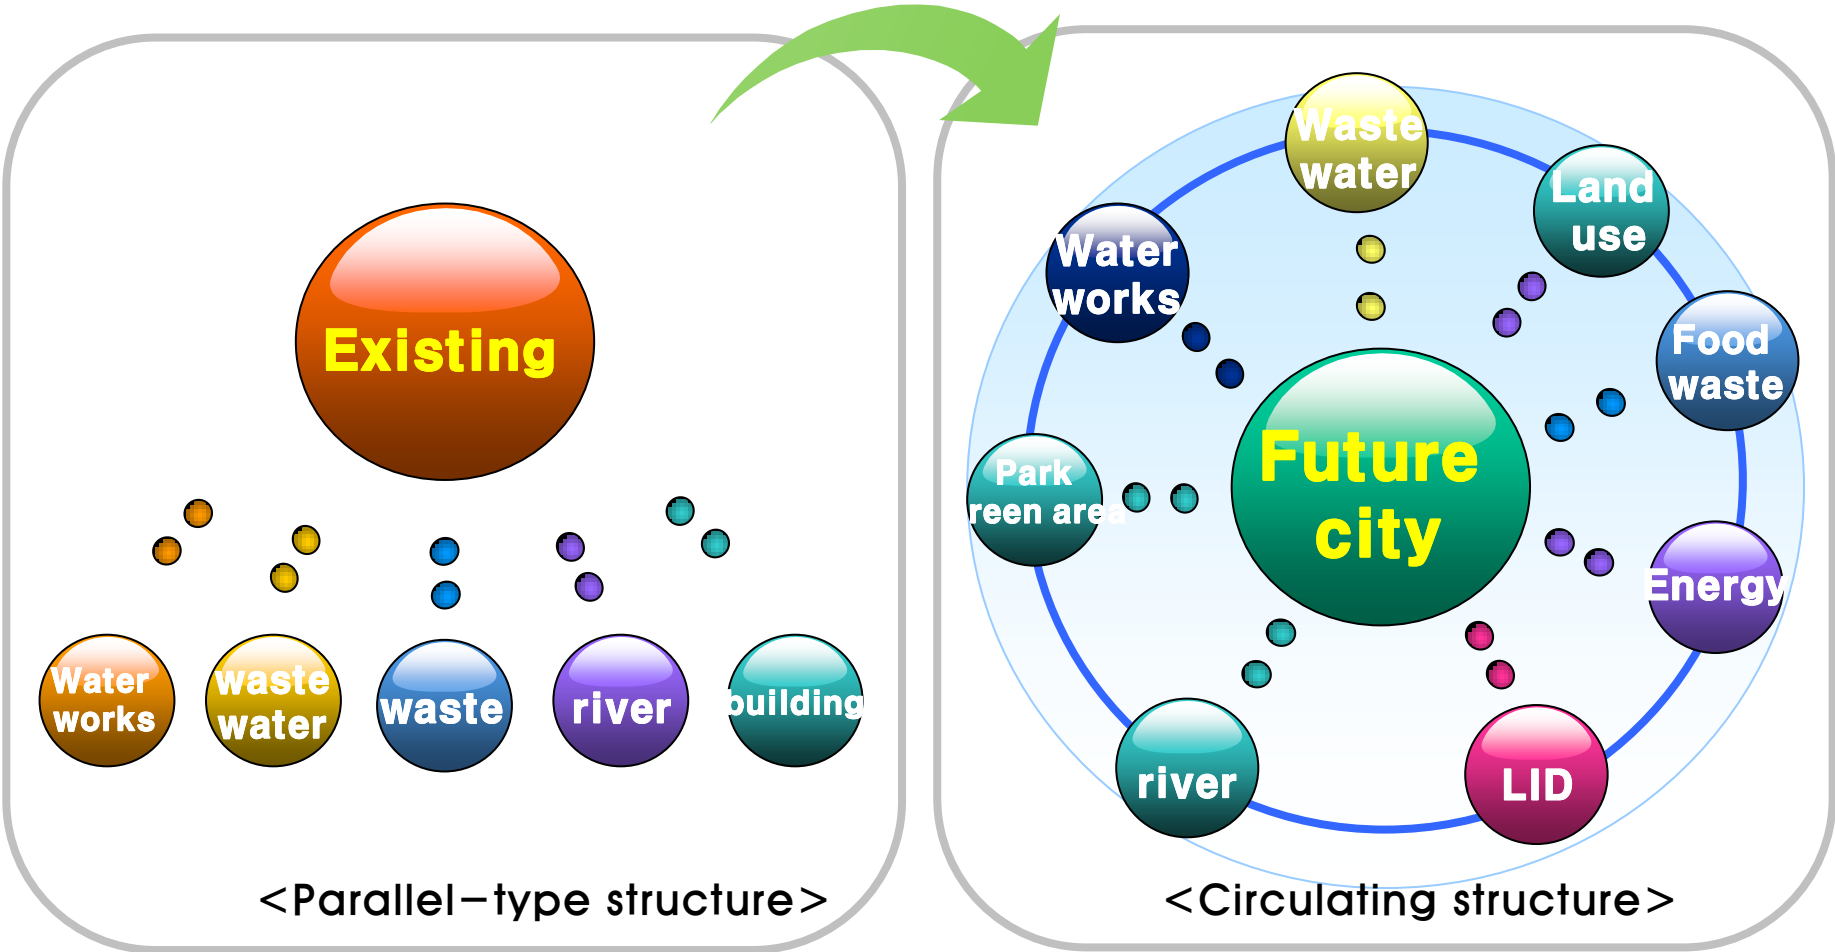 Existing
Water
works
waste
water
waste
river
building
<Parallel-type structure>
Waste
water
Land
use
Food
waste
Energy
LID
river
Park
reen area
Water
works
Future
city
<Circulating structure>